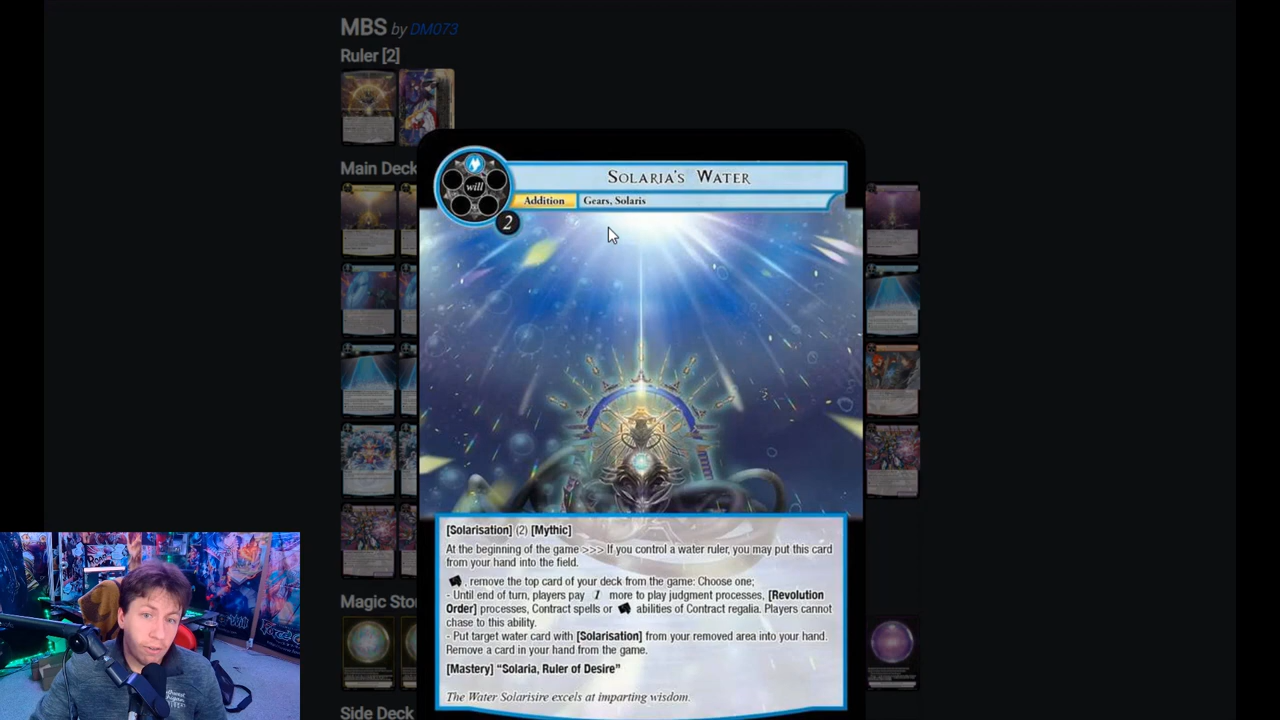 MBS by DM073
Ruler [2]
Main Deck
will
2
SOLARIA'S WATER
Addition Gears, Solaris
[Solarisation] (2) [Mythic]
At the beginning of the game >>> If you control a water ruler, you may put this card
from your hand into the field.
, remove the top card of your deck from the game: Choose one;
- Until end of turn, players pay 1 more to play judgment processes, [Revolution
Order] processes, Contract spells or abilities of Contract regalia. Players cannot
chase to this ability.
- Put target water card with [Solarisation] from your removed area into your hand.
Remove a card in your hand from the game.
[Mastery] "Solaria, Ruler of Desire"
The Water Solarisire excels at imparting wisdom.
Magic Sto
Side Deck